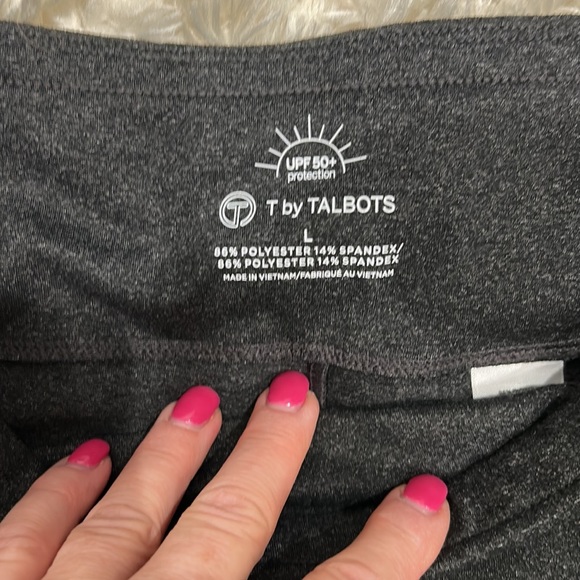 UPF 50+
protection
T by TALBOTS
L
86% POLYESTER 14% SPANDEX/
86% POLYESTER 14% SPANDEX
MADE IN VIETNAM/FABRIQUÉ AU VIETNAM